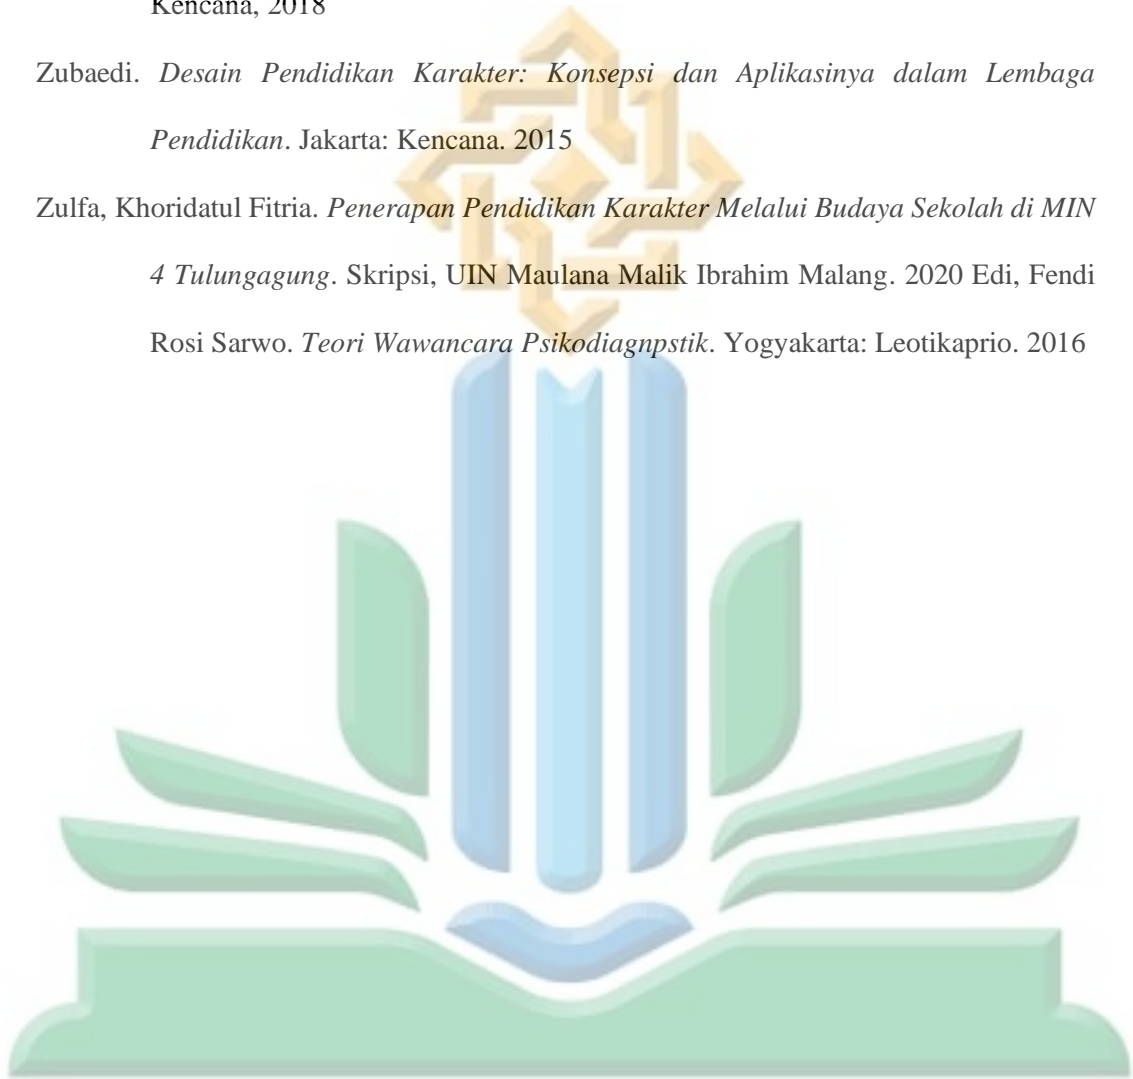 Kencana, 2018
Zubaedi. Desain Pendidikan Karakter: Konsepsi dan Aplikasinya dalam Lembaga
Pendidikan. Jakarta: Kencana. 2015
Zulfa, Khoridatul Fitria. Penerapan Pendidikan Karakter Melalui Budaya Sekolah di MIN
4 Tulungagung. Skripsi, UIN Maulana Malik Ibrahim Malang. 2020 Edi, Fendi
Rosi Sarwo. Teori Wawancara Psikodiagnpstik. Yogyakarta: Leotikaprio. 2016